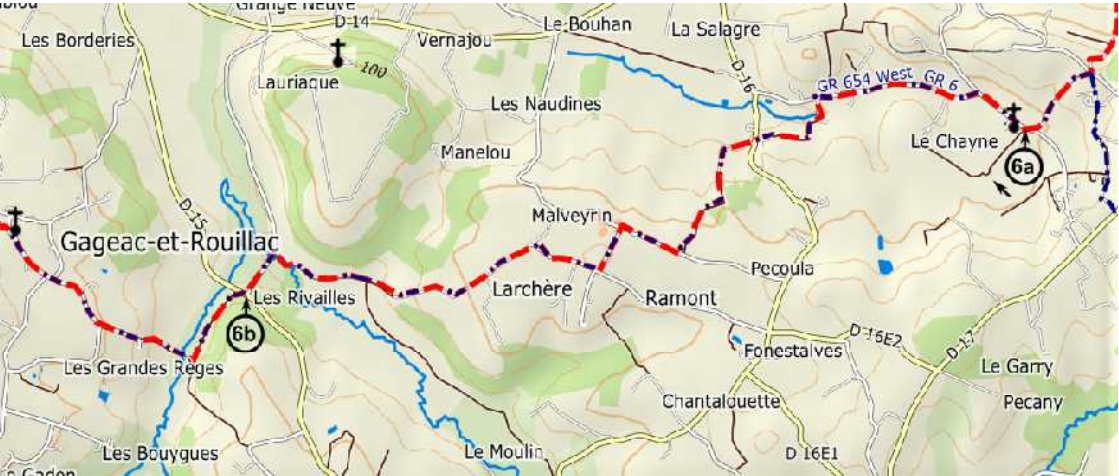 Grange Neuve
D 14
Le Bouhan
La Salagre
Les Borderies
Vernajou
100
Lauriaque
D 16
GR 654 West GR 6
Les Naudines
Le Chayne
Manelou
6a
D 15
Malveyrin
Gageac-et-Rouillac
Pecoula
Les Rivailles
Larchère
Ramont
6b
D 16E2
D 17
Fonestalves
Les Grandes Règes
Le Garry
Chantalouette
Pecany
Les Bouygues
Le Moulin
D 16E1